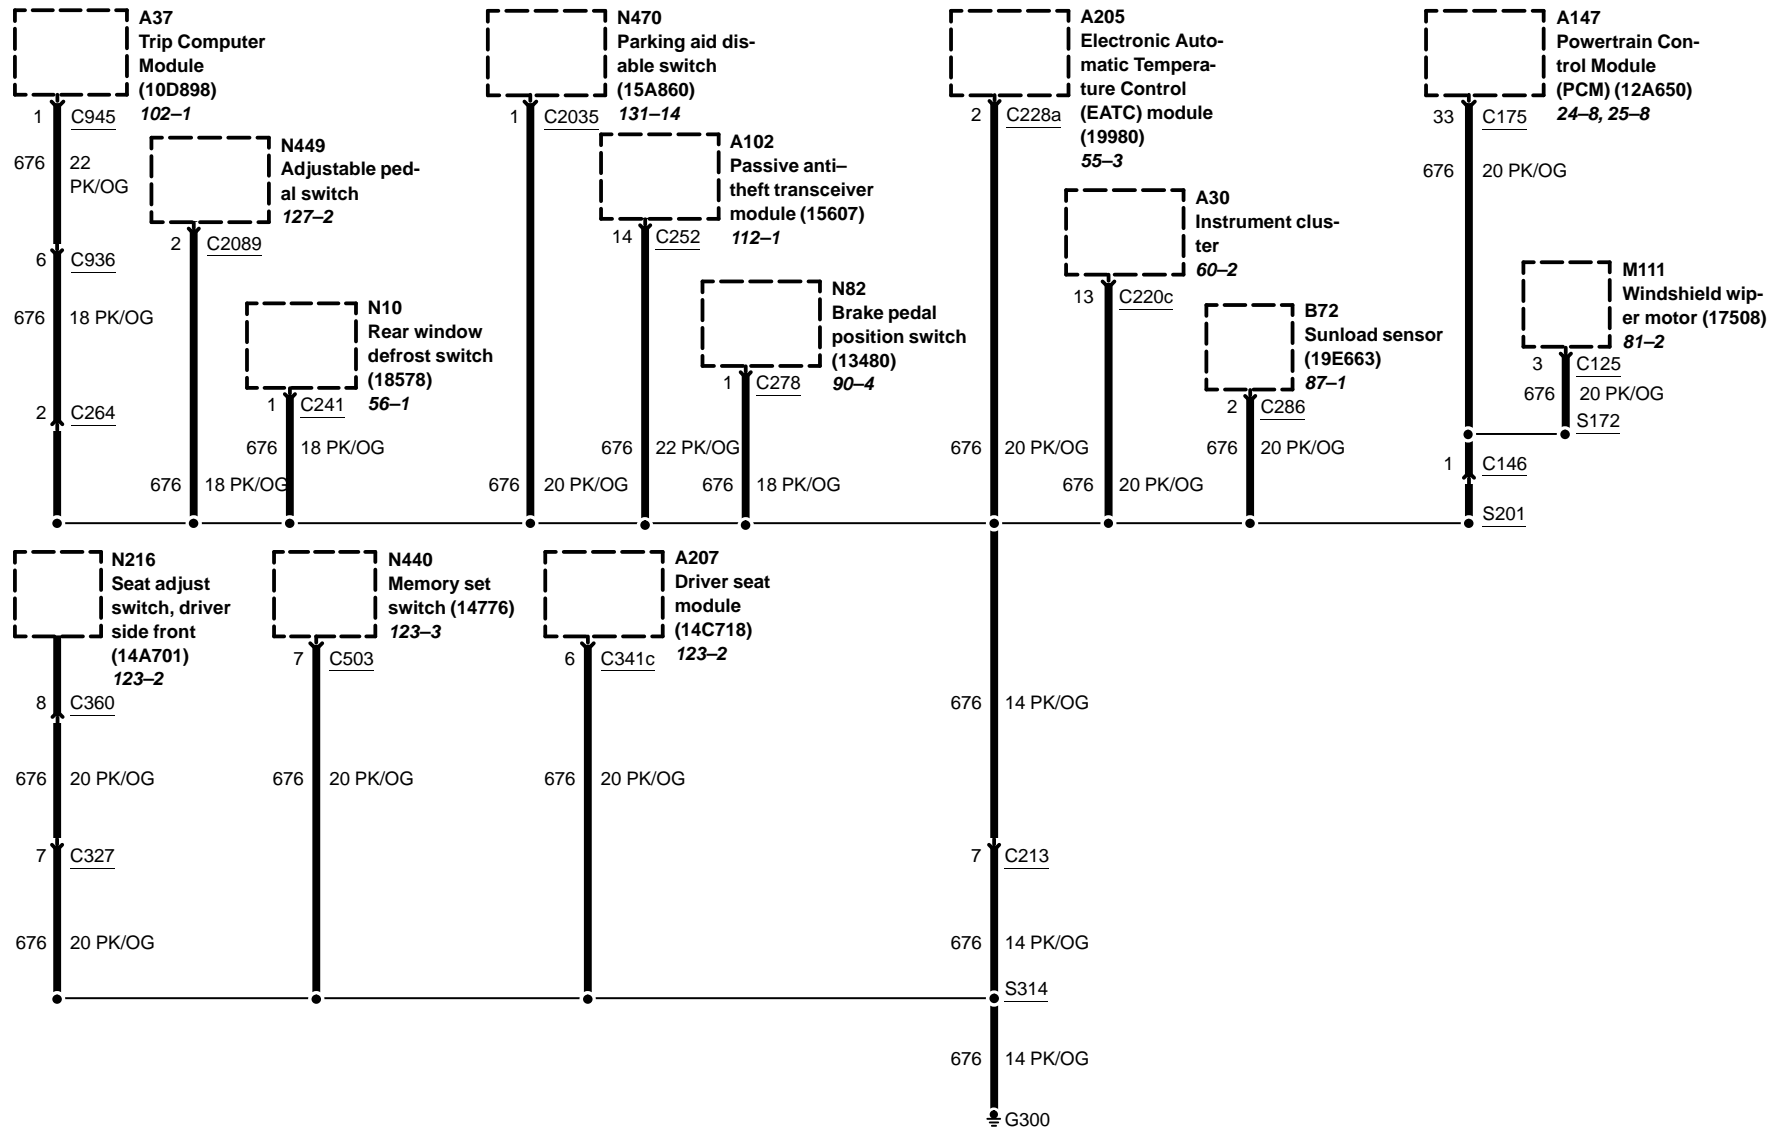 A37
Trip Computer
Module
(10D898)
102–1
1 C945
676 22
PK/OG
6 C936
676 18 PK/OG
2 C264
N449
Adjustable ped-
al switch
127–2
2 C2089
676 18 PK/OG
N10
Rear window
defrost switch
(18578)
56–1
1 C241
676 18 PK/OG
N470
Parking aid dis-
able switch
(15A860)
131–14
1 C2035
676 20 PK/OG
A102
Passive anti–
theft transceiver
module (15607)
112–1
14 C252
676 22 PK/OG
N82
Brake pedal
position switch
(13480)
90–4
1 C278
676 18 PK/OG
A205
Electronic Auto-
matic Tempera-
ture Control
(EATC) module
(19980)
55–3
2 C228a
676 20 PK/OG
A30
Instrument clus-
ter
60–2
13 C220c
676 20 PK/OG
B72
Sunload sensor
(19E663)
87–1
2 C286
676 20 PK/OG
A147
Powertrain Con-
trol Module
(PCM) (12A650)
24–8, 25–8
33 C175
676 20 PK/OG
M111
Windshield wip-
er motor (17508)
81–2
3 C125
676 20 PK/OG
S172
1 C146
S201
N216
Seat adjust
switch, driver
side front
(14A701)
123–2
8 C360
676 20 PK/OG
7 C327
676 20 PK/OG
N440
Memory set
switch (14776)
123–3
7 C503
676 20 PK/OG
A207
Driver seat
module
(14C718)
123–2
6 C341c
676 20 PK/OG
676 14 PK/OG
7 C213
676 14 PK/OG
S314
676 14 PK/OG
G300